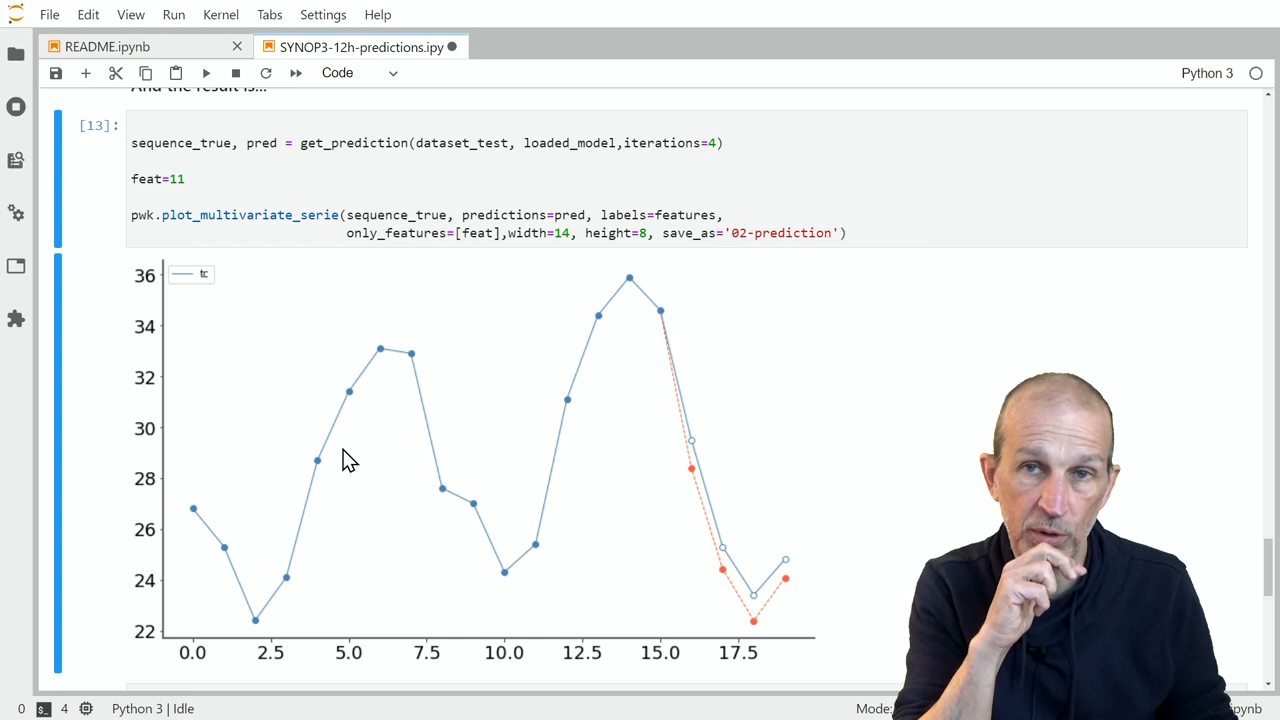 File Edit View Run Kernel Tabs Settings Help
README.ipynb
SYNOP3-12h-predictions.ipy
Code
Python 3
And the result is...
[13]:
sequence_true, pred = get_prediction(dataset_test, loaded_model,iterations=4)
feat=11
pwk.plot_multivariate_serie(sequence_true, predictions=pred, labels=features,
only_features=[feat],width=14, height=8, save_as='02-prediction')
tc
36
34
32
30
28
26
24
22
0.0 2.5 5.0 7.5 10.0 12.5 15.0 17.5
0 $_ 4 Python 3 | Idle Mode: ipynb